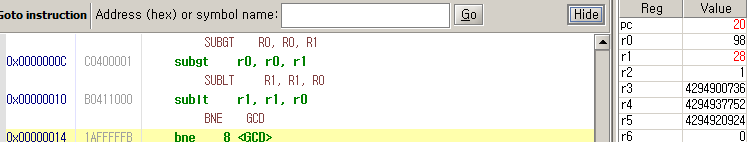 Goto instruction Address (hex) or symbol name: Go Hide
SUBGT R0, R0, R1
0x0000000C C0400001 subgt r0, r0, r1
SUBLT R1, R1, R0
0x00000010 B0411000 sublt r1, r1, r0
BNE GCD
0x00000014 1AFFFFFB bne 8 <GCD>
Reg Value
pc 20
r0 98
r1 28
r2 1
r3 4294900736
r4 4294937752
r5 4294920924
r6 0